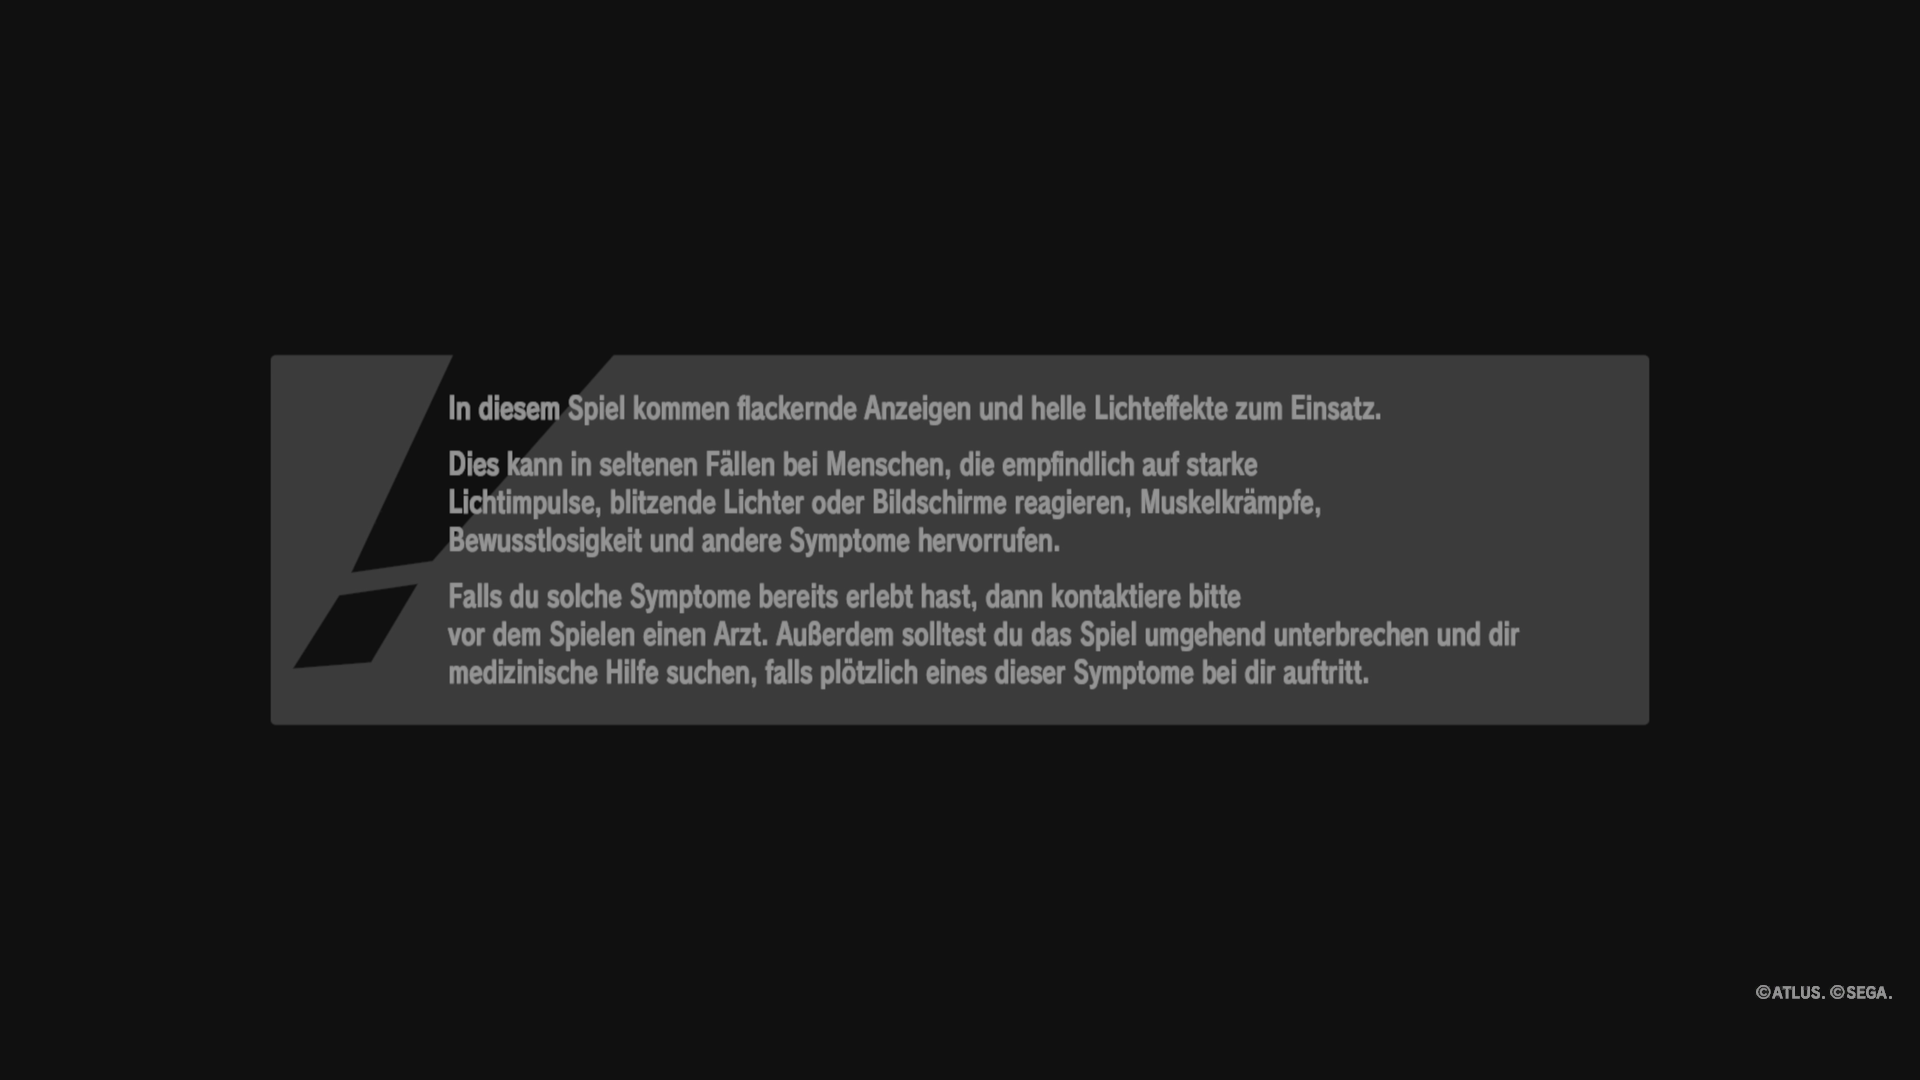 In diesem Spiel kommen flackernde Anzeigen und helle Lichteffekte zum Einsatz.
Dies kann in seltenen Fällen bei Menschen, die empfindlich auf starke
Lichtimpulse, blitzende Lichter oder Bildschirme reagieren, Muskelkrämpfe,
Bewusstlosigkeit und andere Symptome hervorrufen.
Falls du solche Symptome bereits erlebt hast, dann kontaktiere bitte
vor dem Spielen einen Arzt. Außerdem solltest du das Spiel umgehend unterbrechen und dir
medizinische Hilfe suchen, falls plötzlich eines dieser Symptome bei dir auftritt.
©ATLUS. ©SEGA.